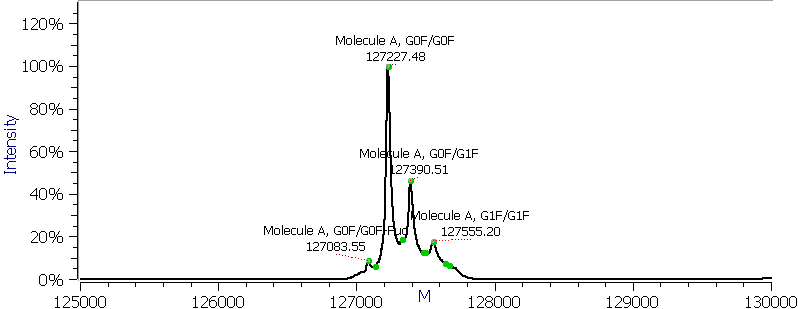 120%
100%
80%
60%
40%
20%
0%
Intensity
Molecule A, G0F/G0F
127227.48
Molecule A, G0F/G1F
127390.51
Molecule A, G1F/G1F
127555.20
Molecule A, G0F/G0F-Fuc
127083.55
125000 126000 127000 128000 129000 130000
M